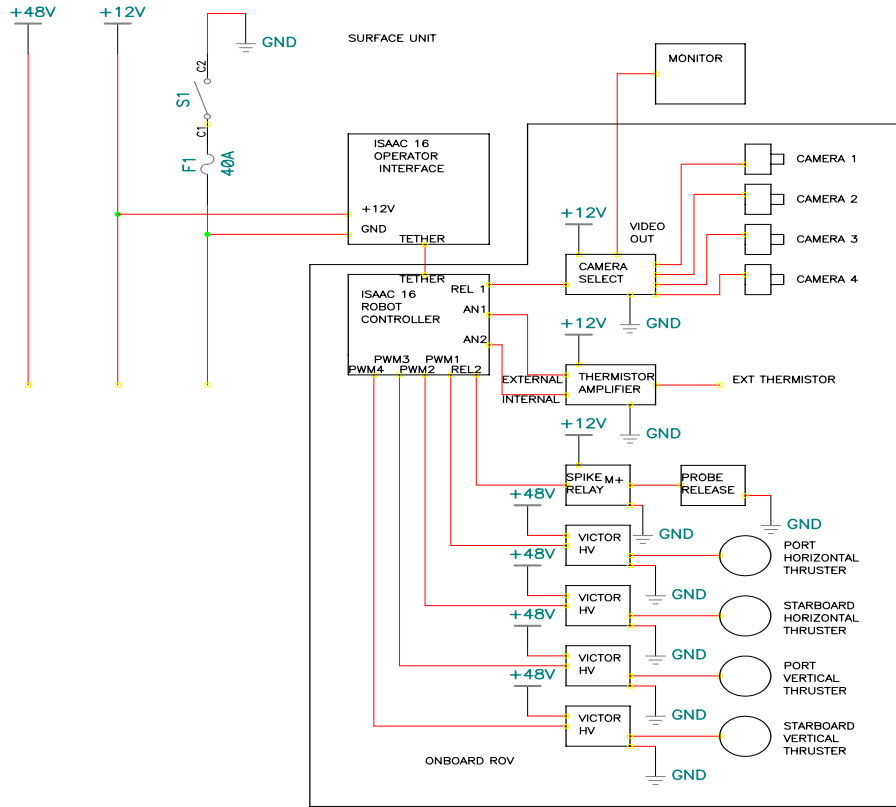 +48V
+12V
GND
SURFACE UNIT
C2
S1
C1
F1
40A
MONITOR
ISAAC 16
OPERATOR
INTERFACE
+12V
GND
TETHER
CAMERA 1
CAMERA 2
CAMERA 3
CAMERA 4
+12V
VIDEO
OUT
CAMERA
SELECT
GND
TETHER
ISAAC 16
ROBOT
CONTROLLER
REL 1
AN1
AN2
PWM4
PWM3
PWM2
PWM1
REL2
+12V
EXTERNAL
INTERNAL
THERMISTOR
AMPLIFIER
EXT THERMISTOR
GND
+12V
SPIKE
RELAY
M+
PROBE
RELEASE
GND
GND
+48V
VICTOR
HV
PORT
HORIZONTAL
THRUSTER
GND
+48V
VICTOR
HV
STARBOARD
HORIZONTAL
THRUSTER
GND
+48V
VICTOR
HV
PORT
VERTICAL
THRUSTER
GND
+48V
VICTOR
HV
STARBOARD
VERTICAL
THRUSTER
GND
ONBOARD ROV